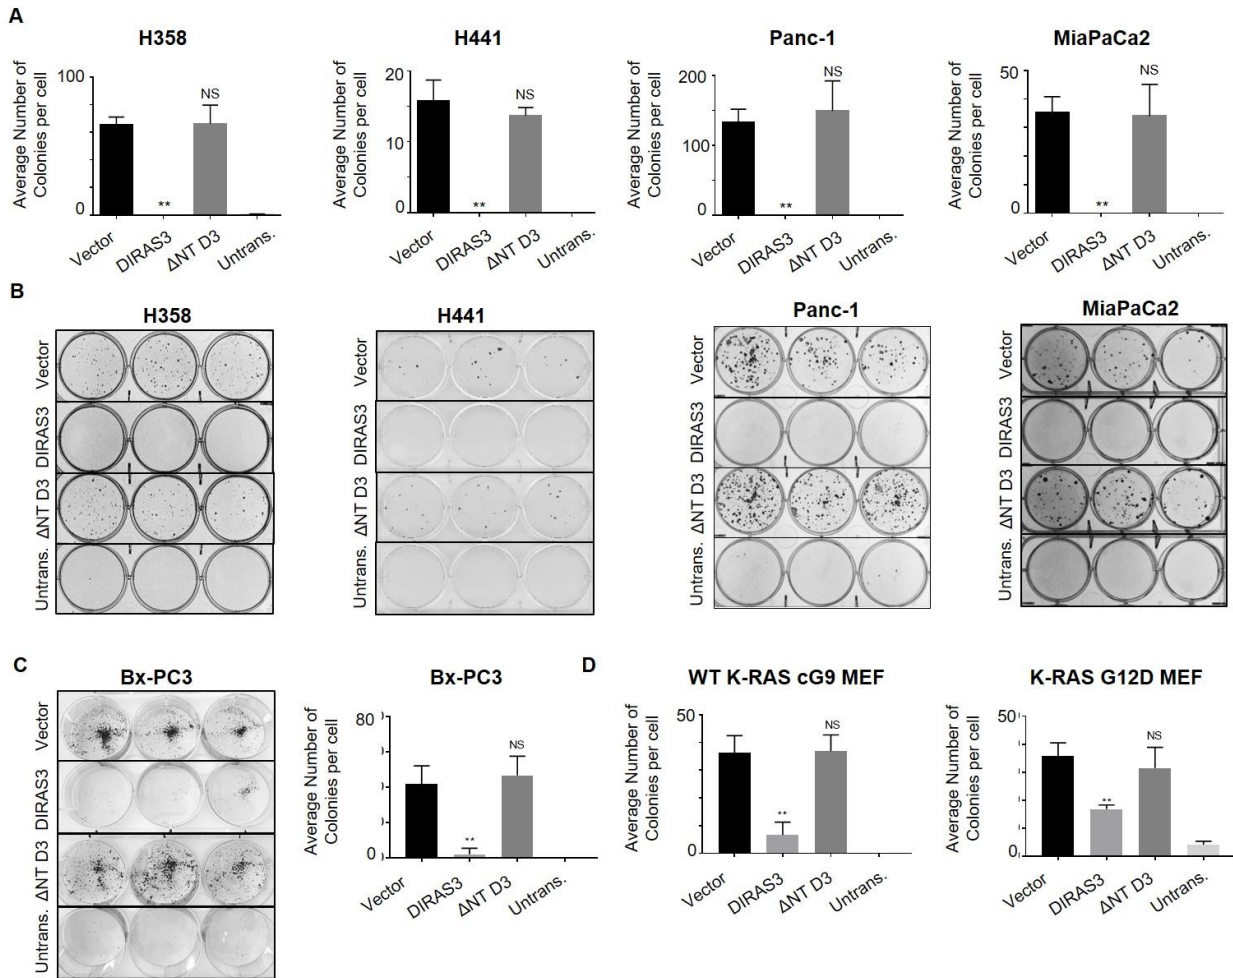 A
H358
Average Number of
Colonies per cell
100
0
NS
**
Vector
DIRAS3
ΔNT D3
Untrans.
H441
Average Number of
Colonies per cell
20
10
0
NS
**
Vector
DIRAS3
ΔNT D3
Untrans.
Panc-1
Average Number of
Colonies per cell
200
100
0
NS
**
Vector
DIRAS3
ΔNT D3
Untrans.
MiaPaCa2
Average Number of
Colonies per cell
50
0
NS
**
Vector
DIRAS3
ΔNT D3
Untrans.
B
H358
Vector
DIRAS3
ΔNT D3
Untrans.
H441
Vector
DIRAS3
ΔNT D3
Untrans.
Panc-1
Vector
DIRAS3
ΔNT D3
Untrans.
MiaPaCa2
Vector
DIRAS3
ΔNT D3
Untrans.
C
Bx-PC3
Vector
DIRAS3
ΔNT D3
Untrans.
Bx-PC3
Average Number of
Colonies per cell
80
0
NS
**
Vector
DIRAS3
ΔNT D3
Untrans.
D
WT K-RAS cG9 MEF
Average Number of
Colonies per cell
50
0
NS
**
Vector
DIRAS3
ΔNT D3
Untrans.
K-RAS G12D MEF
Average Number of
Colonies per cell
50
0
NS
**
Vector
DIRAS3
ΔNT D3
Untrans.